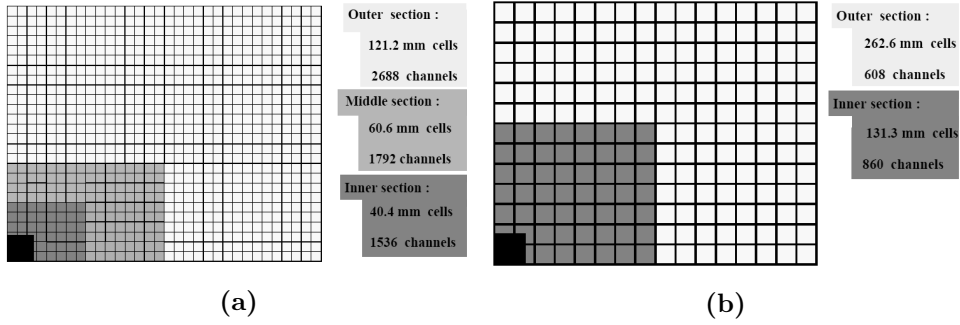 Outer section :
121.2 mm cells
2688 channels
Middle section :
60.6 mm cells
1792 channels
Inner section :
40.4 mm cells
1536 channels
(a)
Outer section :
262.6 mm cells
608 channels
Inner section :
131.3 mm cells
860 channels
(b)